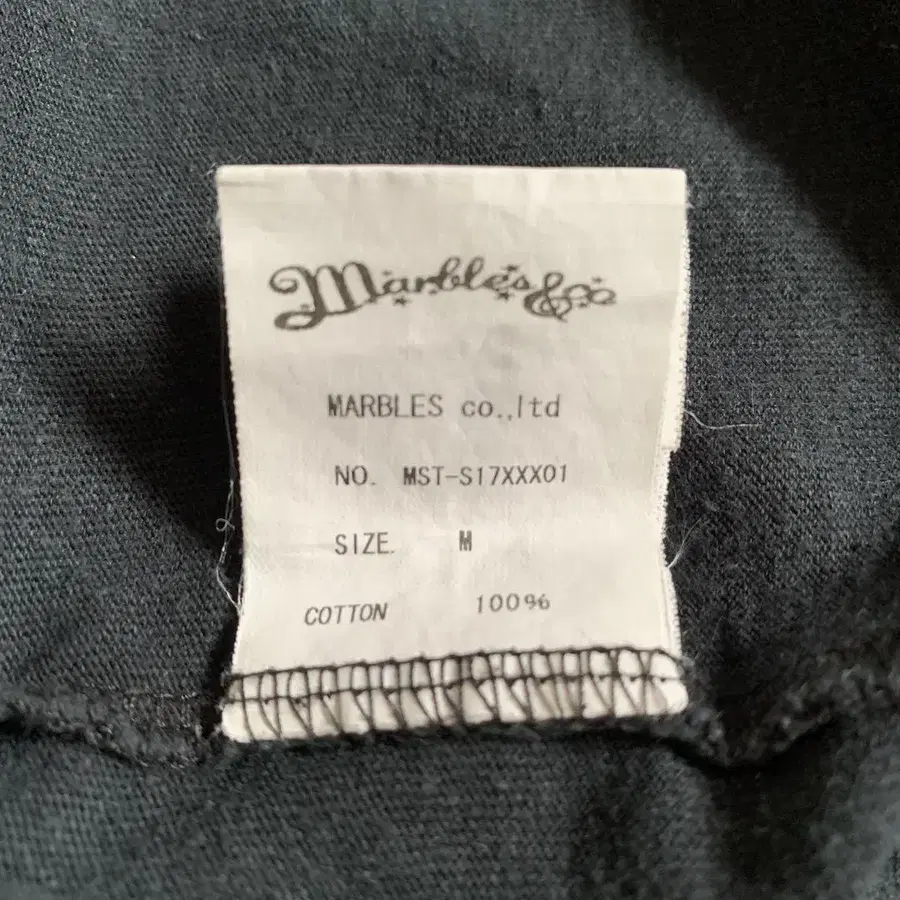 Marbles&co
MARBLES co.,ltd
NO. MST-S17XXX01
SIZE. M
COTTON 100%